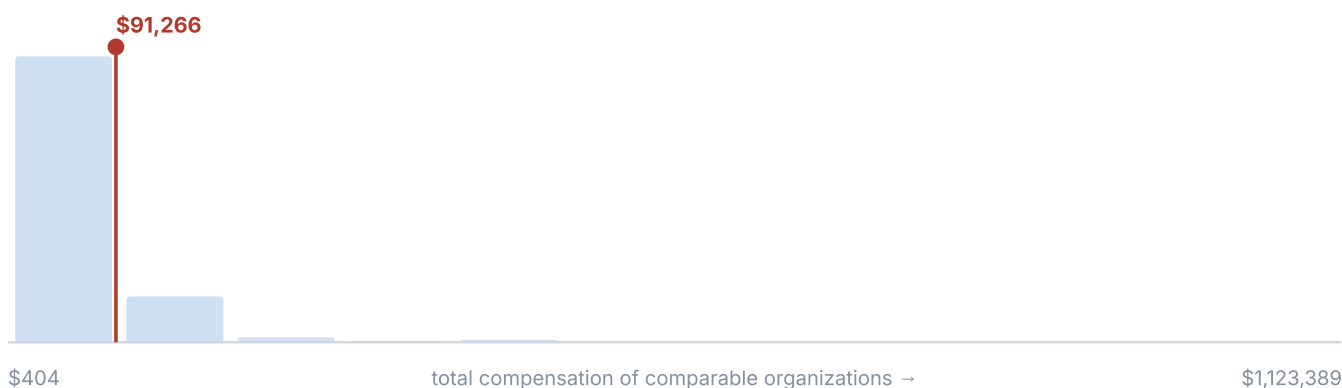 $91,266
$404
total compensation of comparable organizations →
$1,123,389